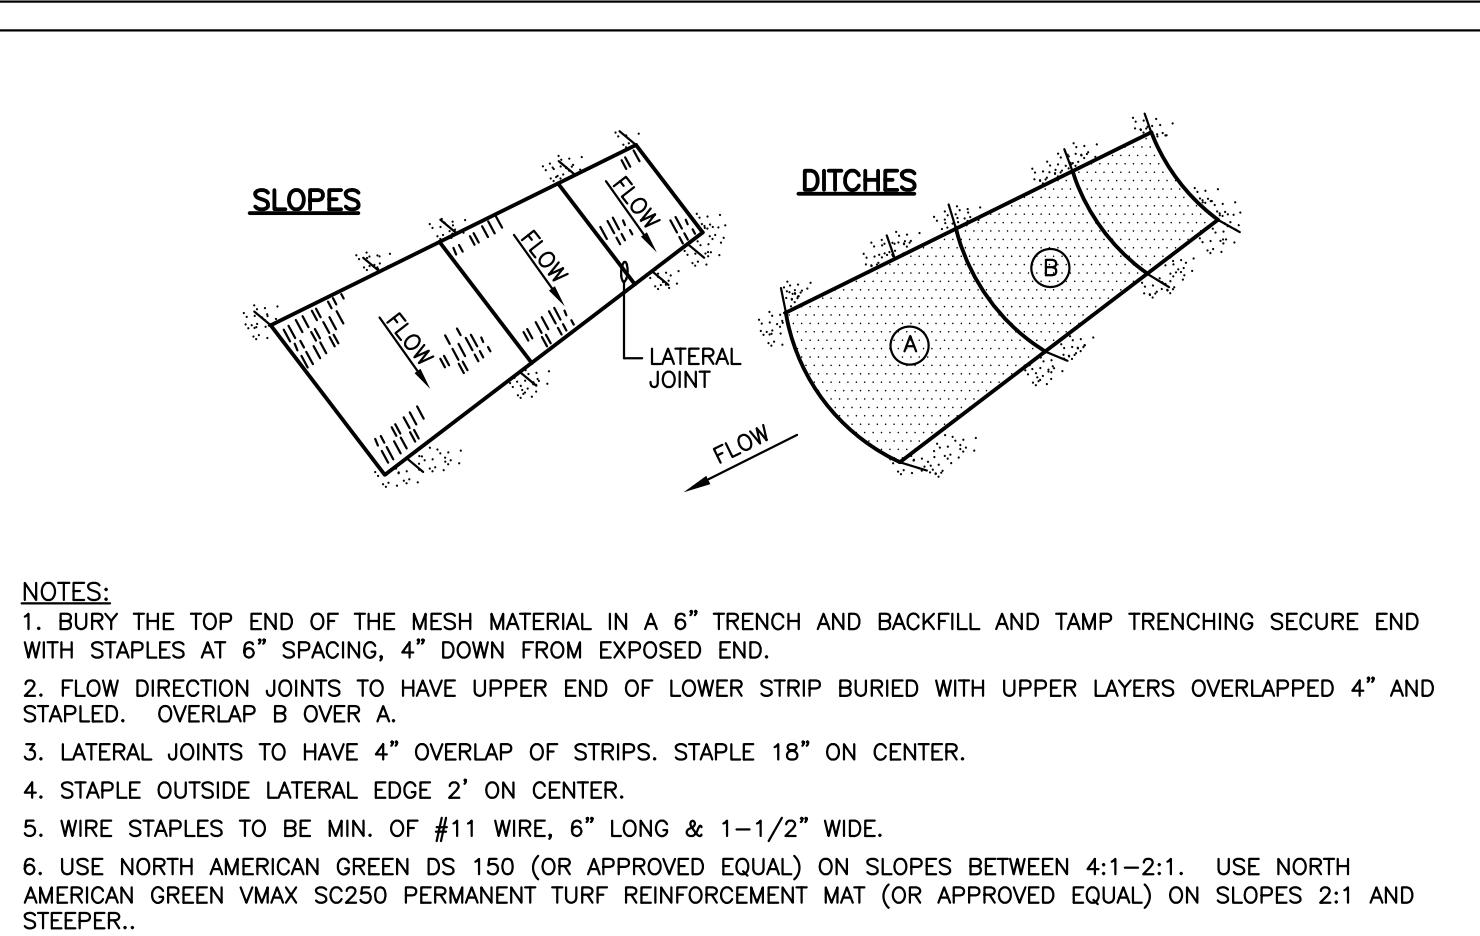 SLOPES
FLOW
FLOW
FLOW
LATERAL
JOINT
DITCHES
A
B
FLOW
NOTES:
1. BURY THE TOP END OF THE MESH MATERIAL IN A 6" TRENCH AND BACKFILL AND TAMP TRENCHING SECURE END
WITH STAPLES AT 6" SPACING, 4" DOWN FROM EXPOSED END.
2. FLOW DIRECTION JOINTS TO HAVE UPPER END OF LOWER STRIP BURIED WITH UPPER LAYERS OVERLAPPED 4" AND
STAPLED. OVERLAP B OVER A.
3. LATERAL JOINTS TO HAVE 4" OVERLAP OF STRIPS. STAPLE 18" ON CENTER.
4. STAPLE OUTSIDE LATERAL EDGE 2' ON CENTER.
5. WIRE STAPLES TO BE MIN. OF #11 WIRE, 6" LONG & 1-1/2" WIDE.
6. USE NORTH AMERICAN GREEN DS 150 (OR APPROVED EQUAL) ON SLOPES BETWEEN 4:1-2:1. USE NORTH
AMERICAN GREEN VMAX SC250 PERMANENT TURF REINFORCEMENT MAT (OR APPROVED EQUAL) ON SLOPES 2:1 AND
STEEPER..